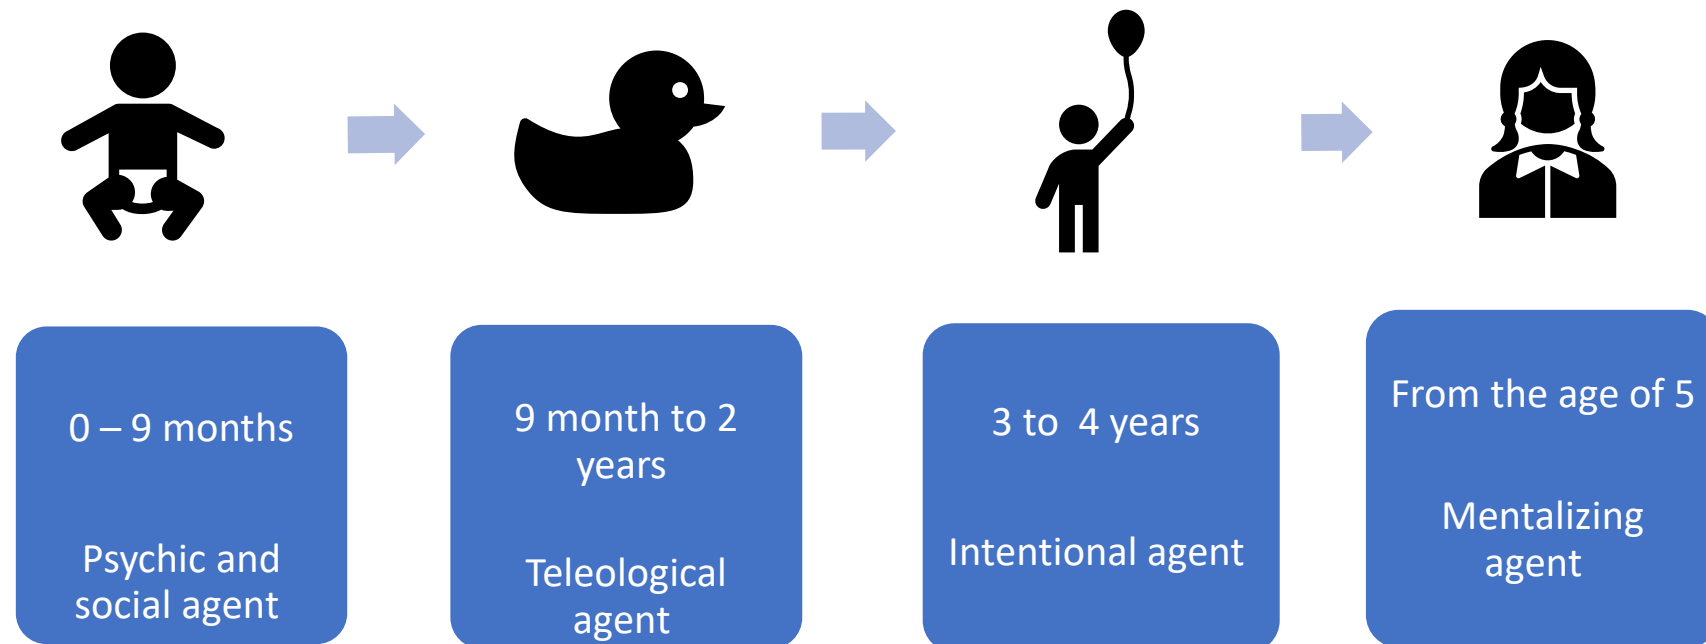 0 – 9 months
Psychic and
social agent
9 month to 2
years
Teleological
agent
3 to  4 years
Intentional agent
From the age of 5
Mentalizing
agent